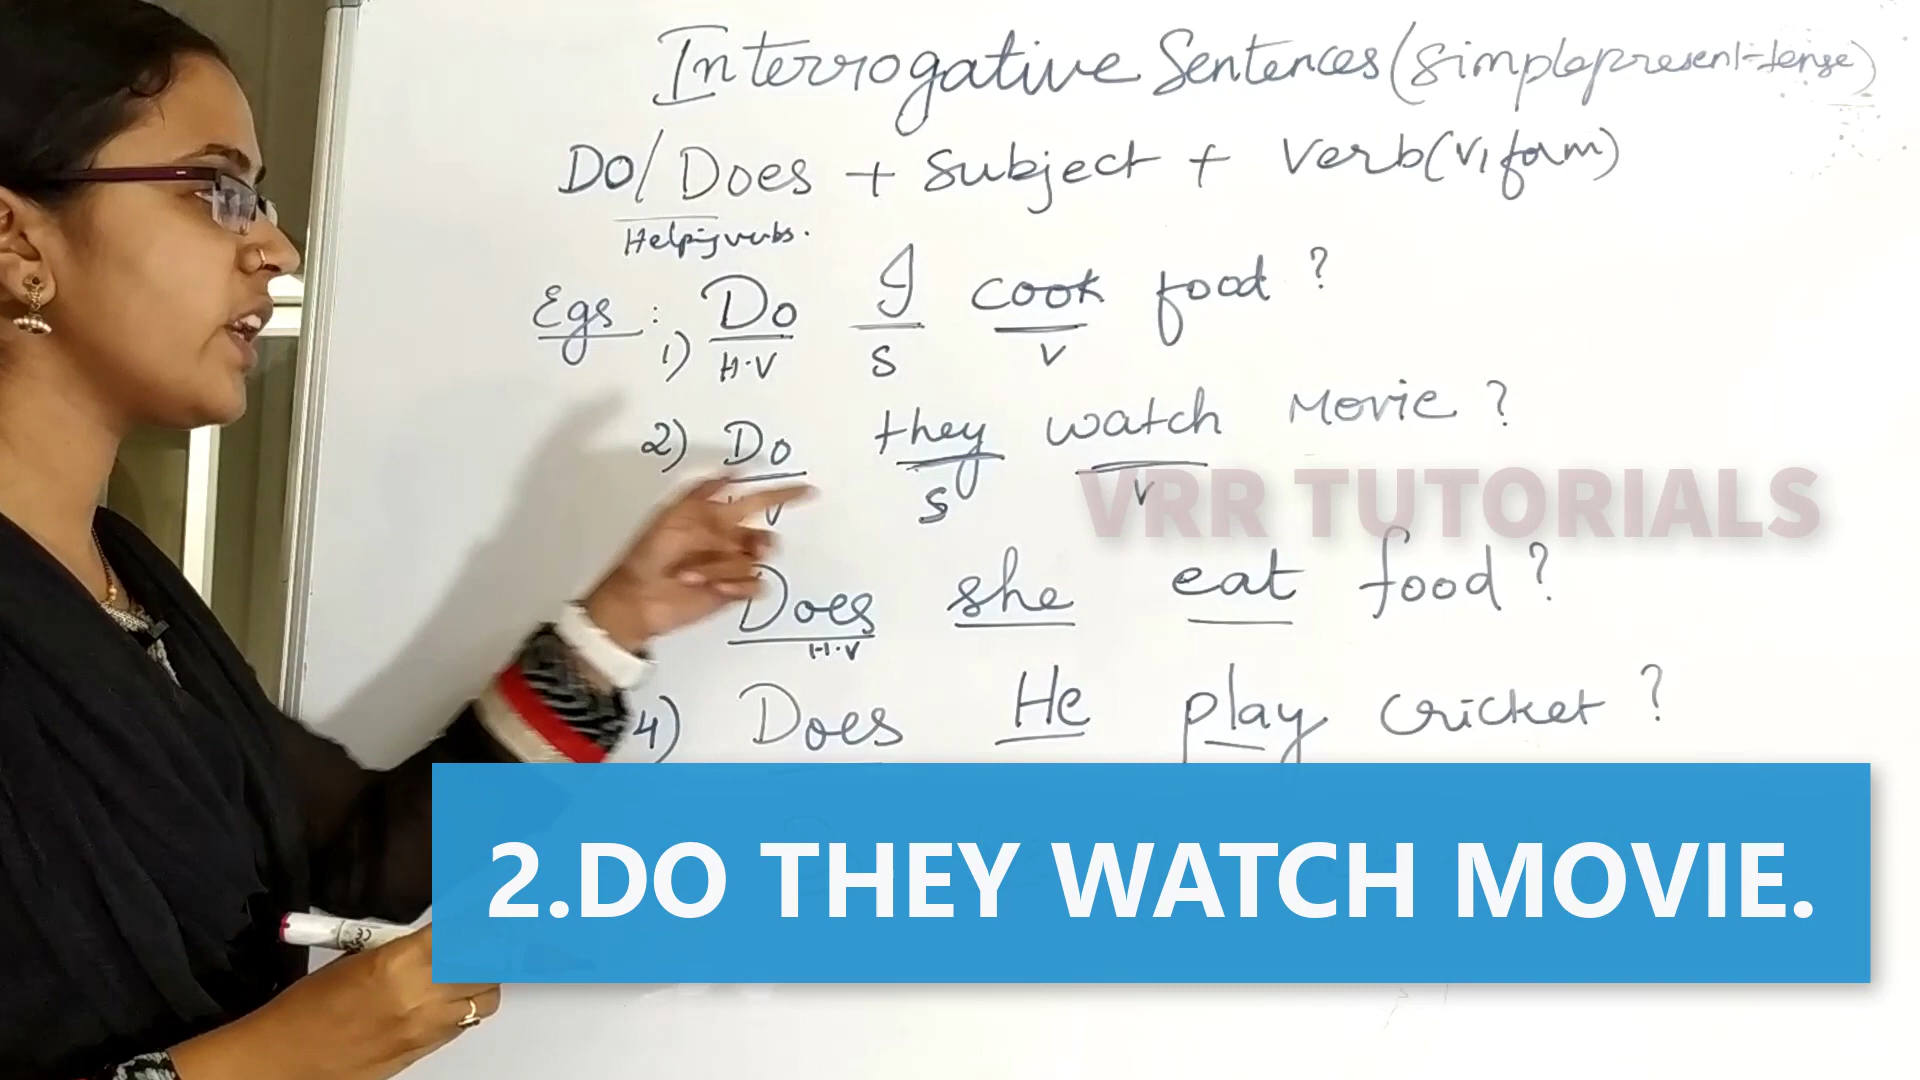 Interrogative Sentences (simple present-tense)
Do/Does + Subject + Verb (V1 form)
Helping verbs.
Egs : 1) Do I cook food ?
H.V S V
2) Do they watch Movie ?
V S V
VRR TUTORIALS
Does she eat food ?
H.V
4) Does He play cricket ?
2.DO THEY WATCH MOVIE.